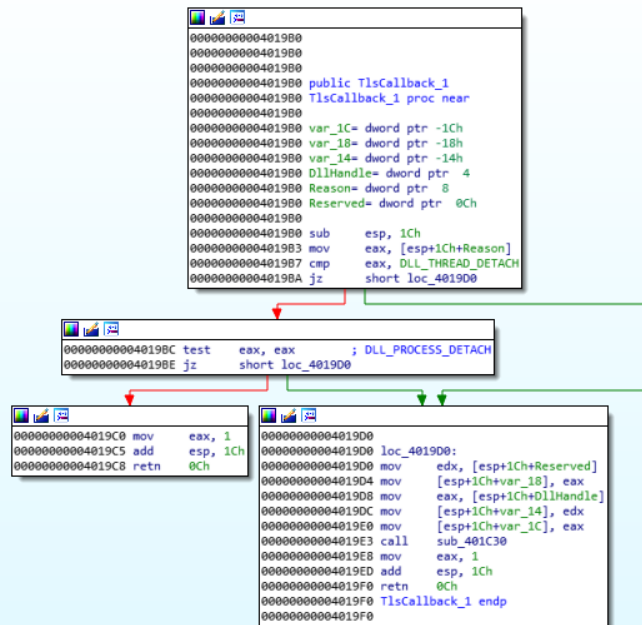 00000000004019B0
00000000004019B0
00000000004019B0
00000000004019B0 public TlsCallback_1
00000000004019B0 TlsCallback_1 proc near
00000000004019B0
00000000004019B0 var_1C= dword ptr -1Ch
00000000004019B0 var_18= dword ptr -18h
00000000004019B0 var_14= dword ptr -14h
00000000004019B0 DllHandle= dword ptr  4
00000000004019B0 Reason= dword ptr  8
00000000004019B0 Reserved= dword ptr  0Ch
00000000004019B0
00000000004019B0 sub     esp, 1Ch
00000000004019B3 mov     eax, [esp+1Ch+Reason]
00000000004019B7 cmp     eax, DLL_THREAD_DETACH
00000000004019BA jz      short loc_4019D0
00000000004019BC test    eax, eax        ; DLL_PROCESS_DETACH
00000000004019BE jz      short loc_4019D0
00000000004019C0 mov     eax, 1
00000000004019C5 add     esp, 1Ch
00000000004019C8 retn    0Ch
00000000004019D0
00000000004019D0 loc_4019D0:
00000000004019D0 mov     edx, [esp+1Ch+Reserved]
00000000004019D4 mov     [esp+1Ch+var_18], eax
00000000004019D8 mov     eax, [esp+1Ch+DllHandle]
00000000004019DC mov     [esp+1Ch+var_14], edx
00000000004019E0 mov     [esp+1Ch+var_1C], eax
00000000004019E3 call    sub_401C30
00000000004019E8 mov     eax, 1
00000000004019ED add     esp, 1Ch
00000000004019F0 retn    0Ch
00000000004019F0 TlsCallback_1 endp
00000000004019F0